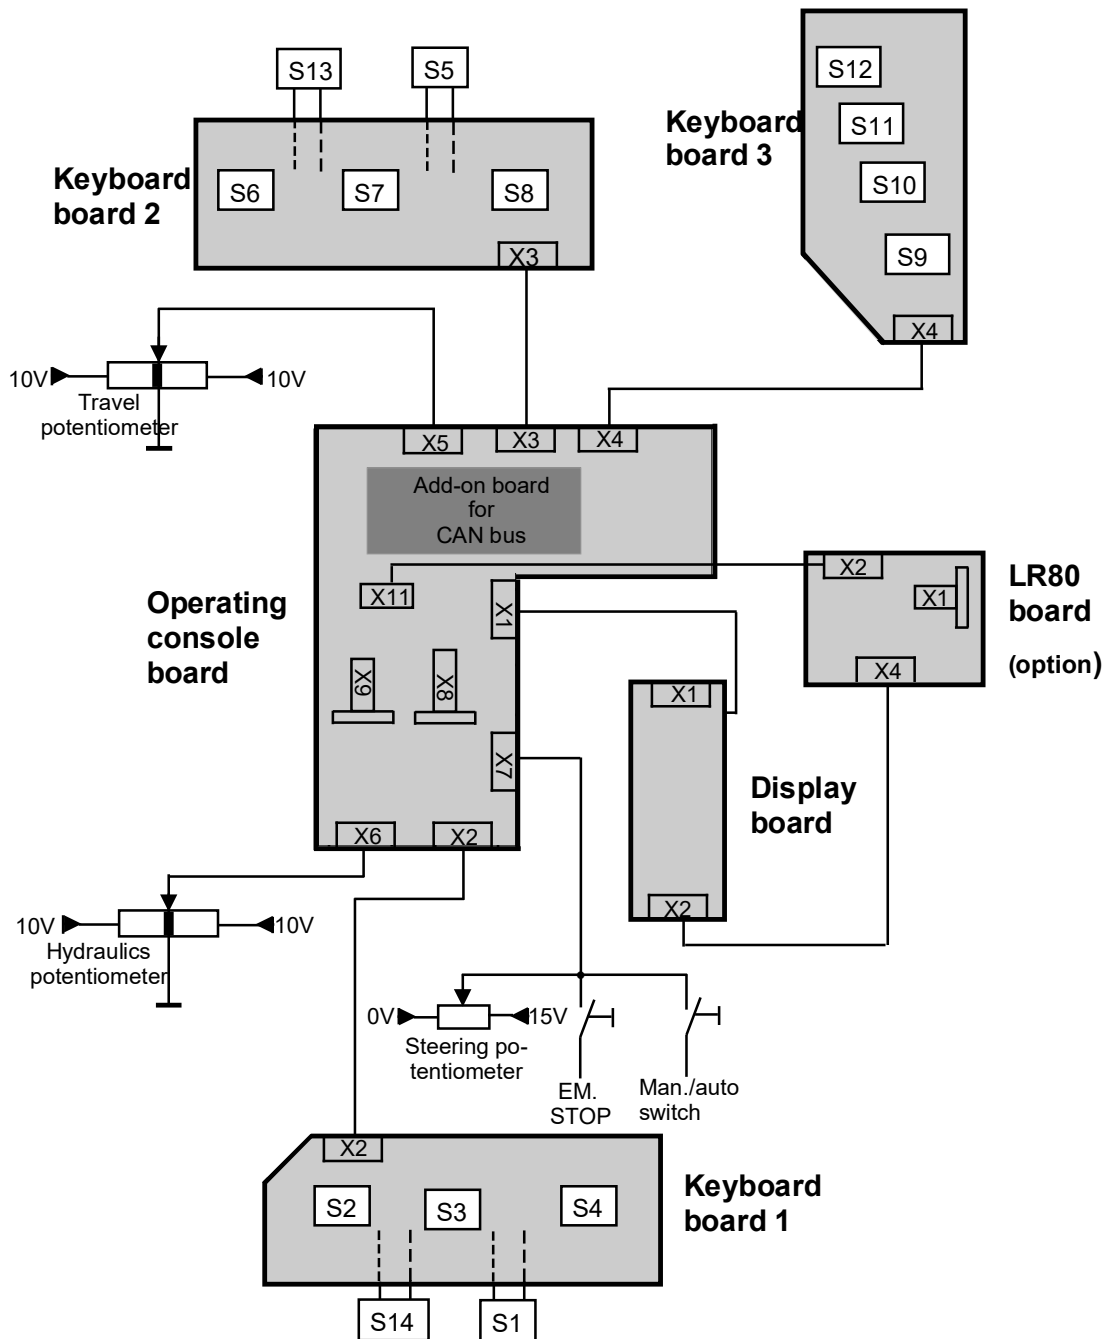 S13
S5
S12
S11
S10
S9
X4
Keyboard
board 3
Keyboard
board 2
S6
S7
S8
X3
10V
10V
Travel
potentiometer
X5
X3
X4
Add-on board
for
CAN bus
X11
X1
Operating
console
board
X9
X8
X7
X6
X2
X2
X1
X4
LR80
board
(option)
X1
Display
board
X2
10V
10V
Hydraulics
potentiometer
0V
15V
Steering po-
tentiometer
EM.
STOP
Man./auto
switch
X2
S2
S3
S4
Keyboard
board 1
S14
S1